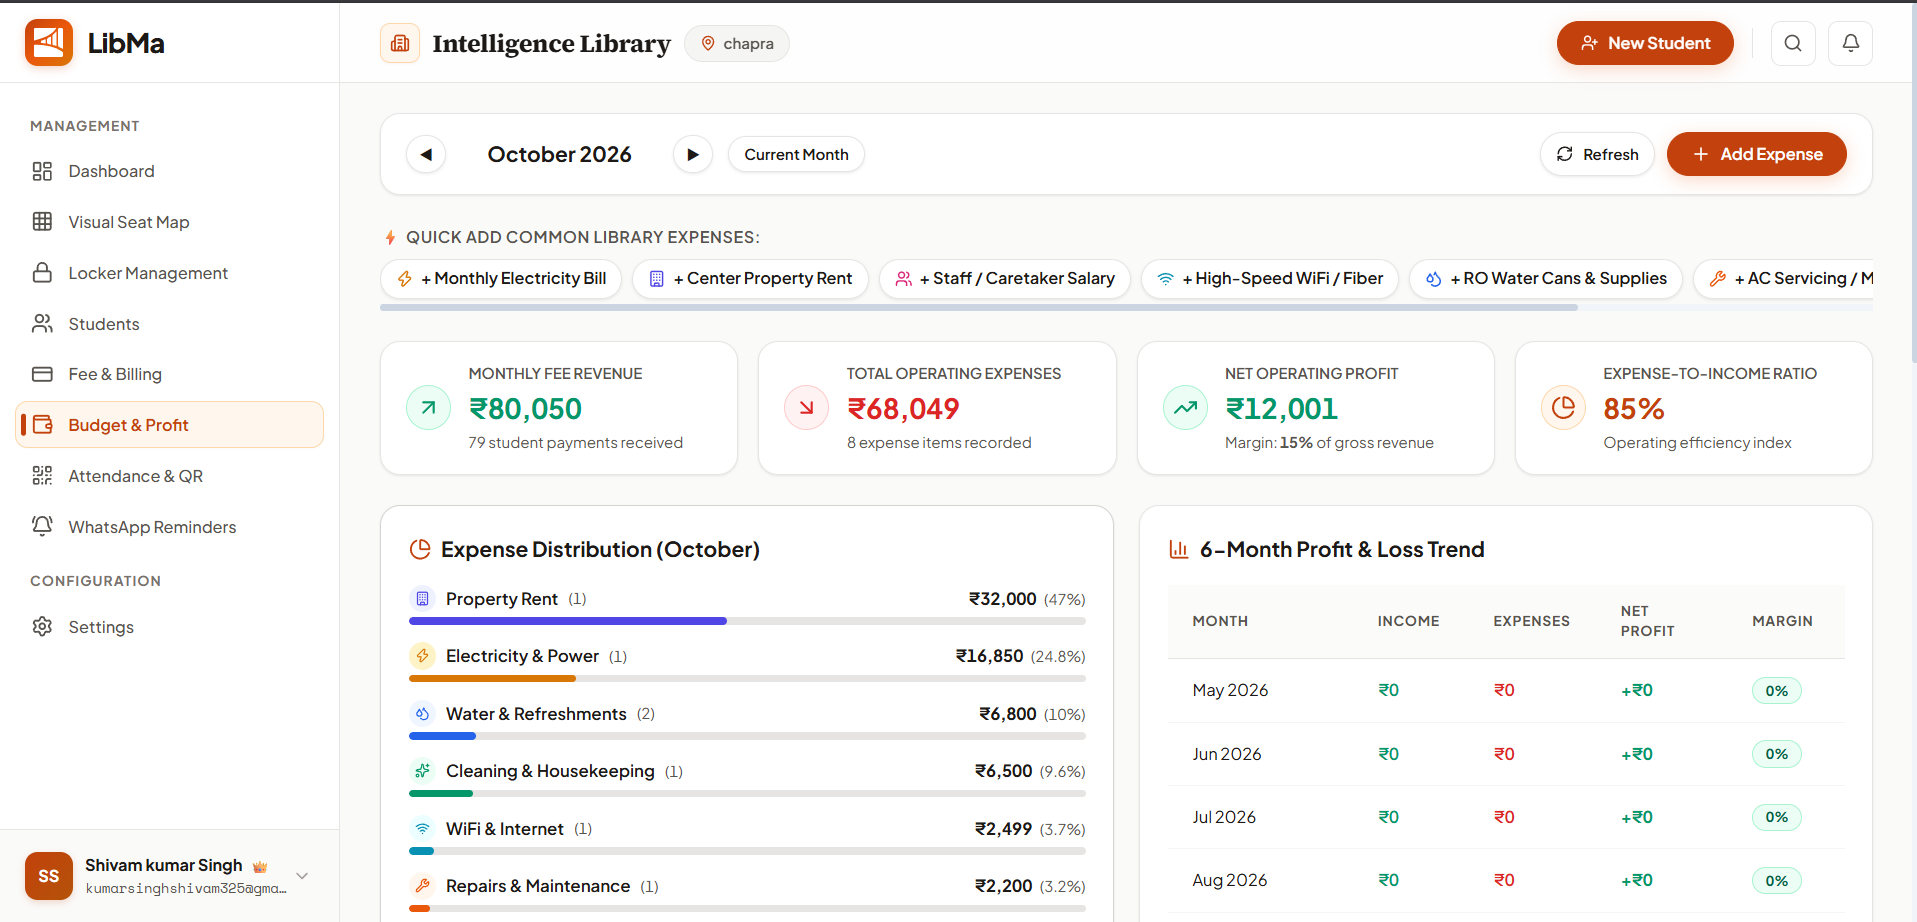 LibMa
Intelligence Library
chapra
New Student
MANAGEMENT
Dashboard
Visual Seat Map
Locker Management
Students
Fee & Billing
Budget & Profit
Attendance & QR
WhatsApp Reminders
CONFIGURATION
Settings
SS
Shivam kumar Singh
kumarsinghshivam325@gma...
October 2026
Current Month
Refresh
+ Add Expense
QUICK ADD COMMON LIBRARY EXPENSES:
+ Monthly Electricity Bill
+ Center Property Rent
+ Staff / Caretaker Salary
+ High-Speed WiFi / Fiber
+ RO Water Cans & Supplies
+ AC Servicing / M
MONTHLY FEE REVENUE
₹80,050
79 student payments received
TOTAL OPERATING EXPENSES
₹68,049
8 expense items recorded
NET OPERATING PROFIT
₹12,001
Margin: 15% of gross revenue
EXPENSE-TO-INCOME RATIO
85%
Operating efficiency index
Expense Distribution (October)
Property Rent (1) ₹32,000 (47%)
Electricity & Power (1) ₹16,850 (24.8%)
Water & Refreshments (2) ₹6,800 (10%)
Cleaning & Housekeeping (1) ₹6,500 (9.6%)
WiFi & Internet (1) ₹2,499 (3.7%)
Repairs & Maintenance (1) ₹2,200 (3.2%)
6-Month Profit & Loss Trend
MONTH INCOME EXPENSES NET PROFIT MARGIN
May 2026 ₹0 ₹0 +₹0 0%
Jun 2026 ₹0 ₹0 +₹0 0%
Jul 2026 ₹0 ₹0 +₹0 0%
Aug 2026 ₹0 ₹0 +₹0 0%